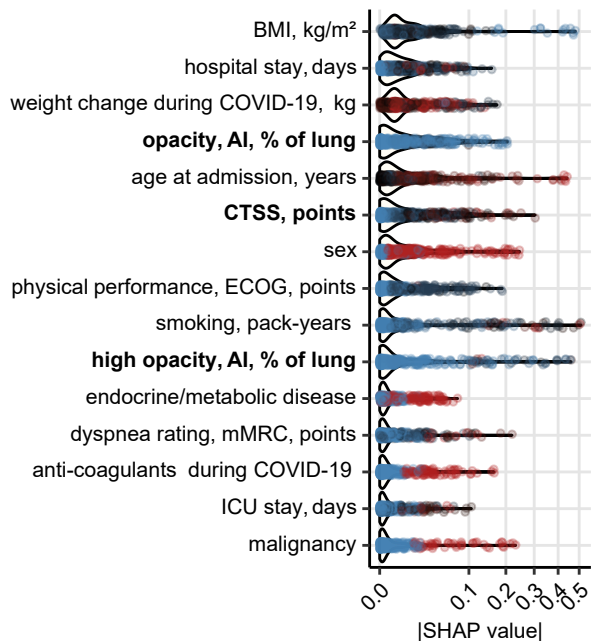 BMI, kg/m²
hospital stay, days
weight change during COVID-19, kg
opacity, AI, % of lung
age at admission, years
CTSS, points
sex
physical performance, ECOG, points
smoking, pack-years
high opacity, AI, % of lung
endocrine/metabolic disease
dyspnea rating, mMRC, points
anti-coagulants during COVID-19
ICU stay, days
malignancy
0.0 0.1 0.2 0.3 0.4 0.5
|SHAP value|